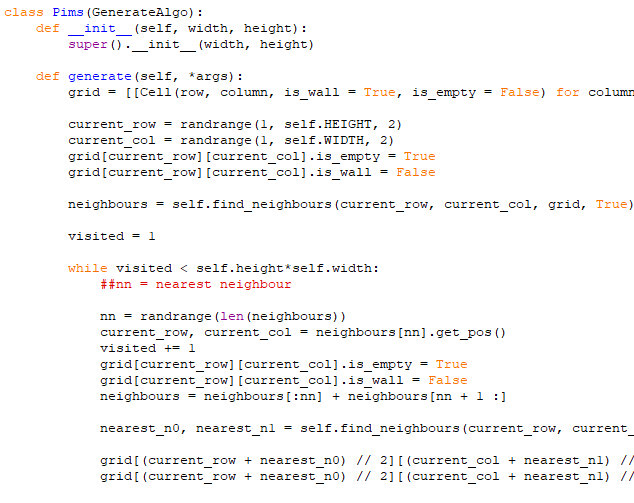 class Pims(GenerateAlgo):
    def __init__(self, width, height):
        super().__init__(width, height)

    def generate(self, *args):
        grid = [[Cell(row, column, is_wall = True, is_empty = False) for column

        current_row = randrange(1, self.HEIGHT, 2)
        current_col = randrange(1, self.WIDTH, 2)
        grid[current_row][current_col].is_empty = True
        grid[current_row][current_col].is_wall = False

        neighbours = self.find_neighbours(current_row, current_col, grid, True)

        visited = 1

        while visited < self.height*self.width:
            ##nn = nearest neighbour

            nn = randrange(len(neighbours))
            current_row, current_col = neighbours[nn].get_pos()
            visited += 1
            grid[current_row][current_col].is_empty = True
            grid[current_row][current_col].is_wall = False
            neighbours = neighbours[:nn] + neighbours[nn + 1 :]

            nearest_n0, nearest_n1 = self.find_neighbours(current_row, current_

            grid[(current_row + nearest_n0) // 2][(current_col + nearest_n1) //
            grid[(current_row + nearest_n0) // 2][(current_col + nearest_n1) //